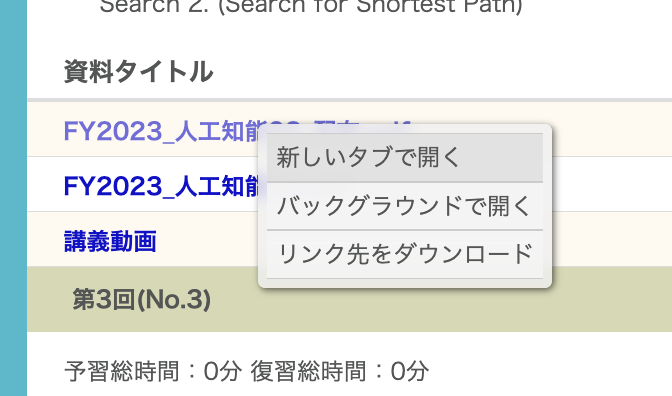 Search 2. (Search for Shortest Path)
資料タイトル
FY2023_人工知能
新しいタブで開く
FY2023_人工知能
バックグラウンドで開く
講義動画
リンク先をダウンロード
第3回(No.3)
予習総時間：0分 復習総時間：0分